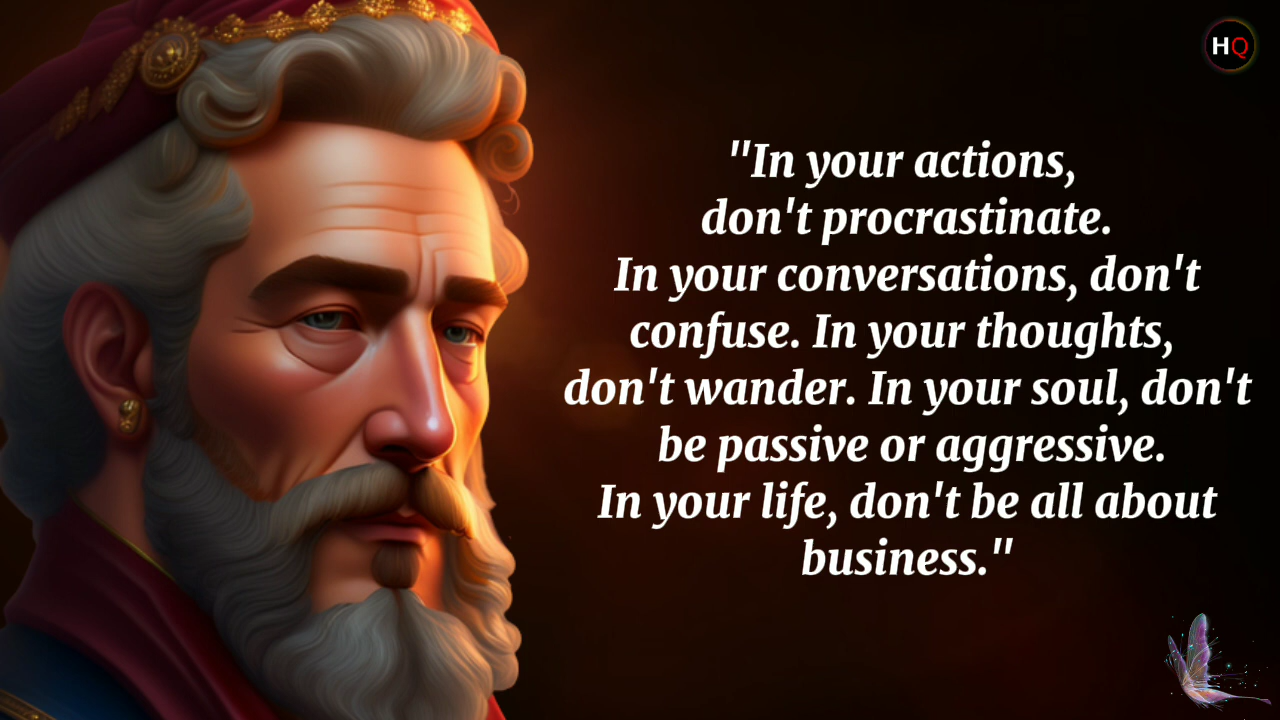 HQ
"In your actions,
don't procrastinate.
In your conversations, don't
confuse. In your thoughts,
don't wander. In your soul, don't
be passive or aggressive.
In your life, don't be all about
business."